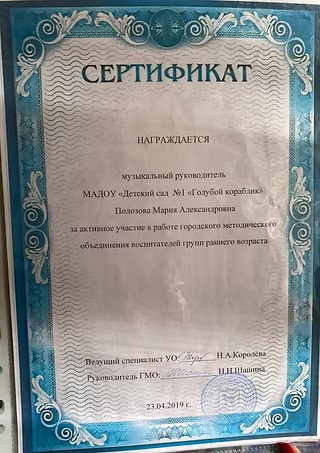 СЕРТИФИКАТ
НАГРАЖДАЕТСЯ
музыкальный руководитель
МАДОУ «Детский сад №1 «Голубой кораблик»
Полозова Мария Александровна
за активное участие в работе городского методического
объединения воспитателей групп раннего возраста
Ведущий специалист УО: Н.А.Королева
Руководитель ГМО: Н.Н.Шашина
23.04.2019 г.